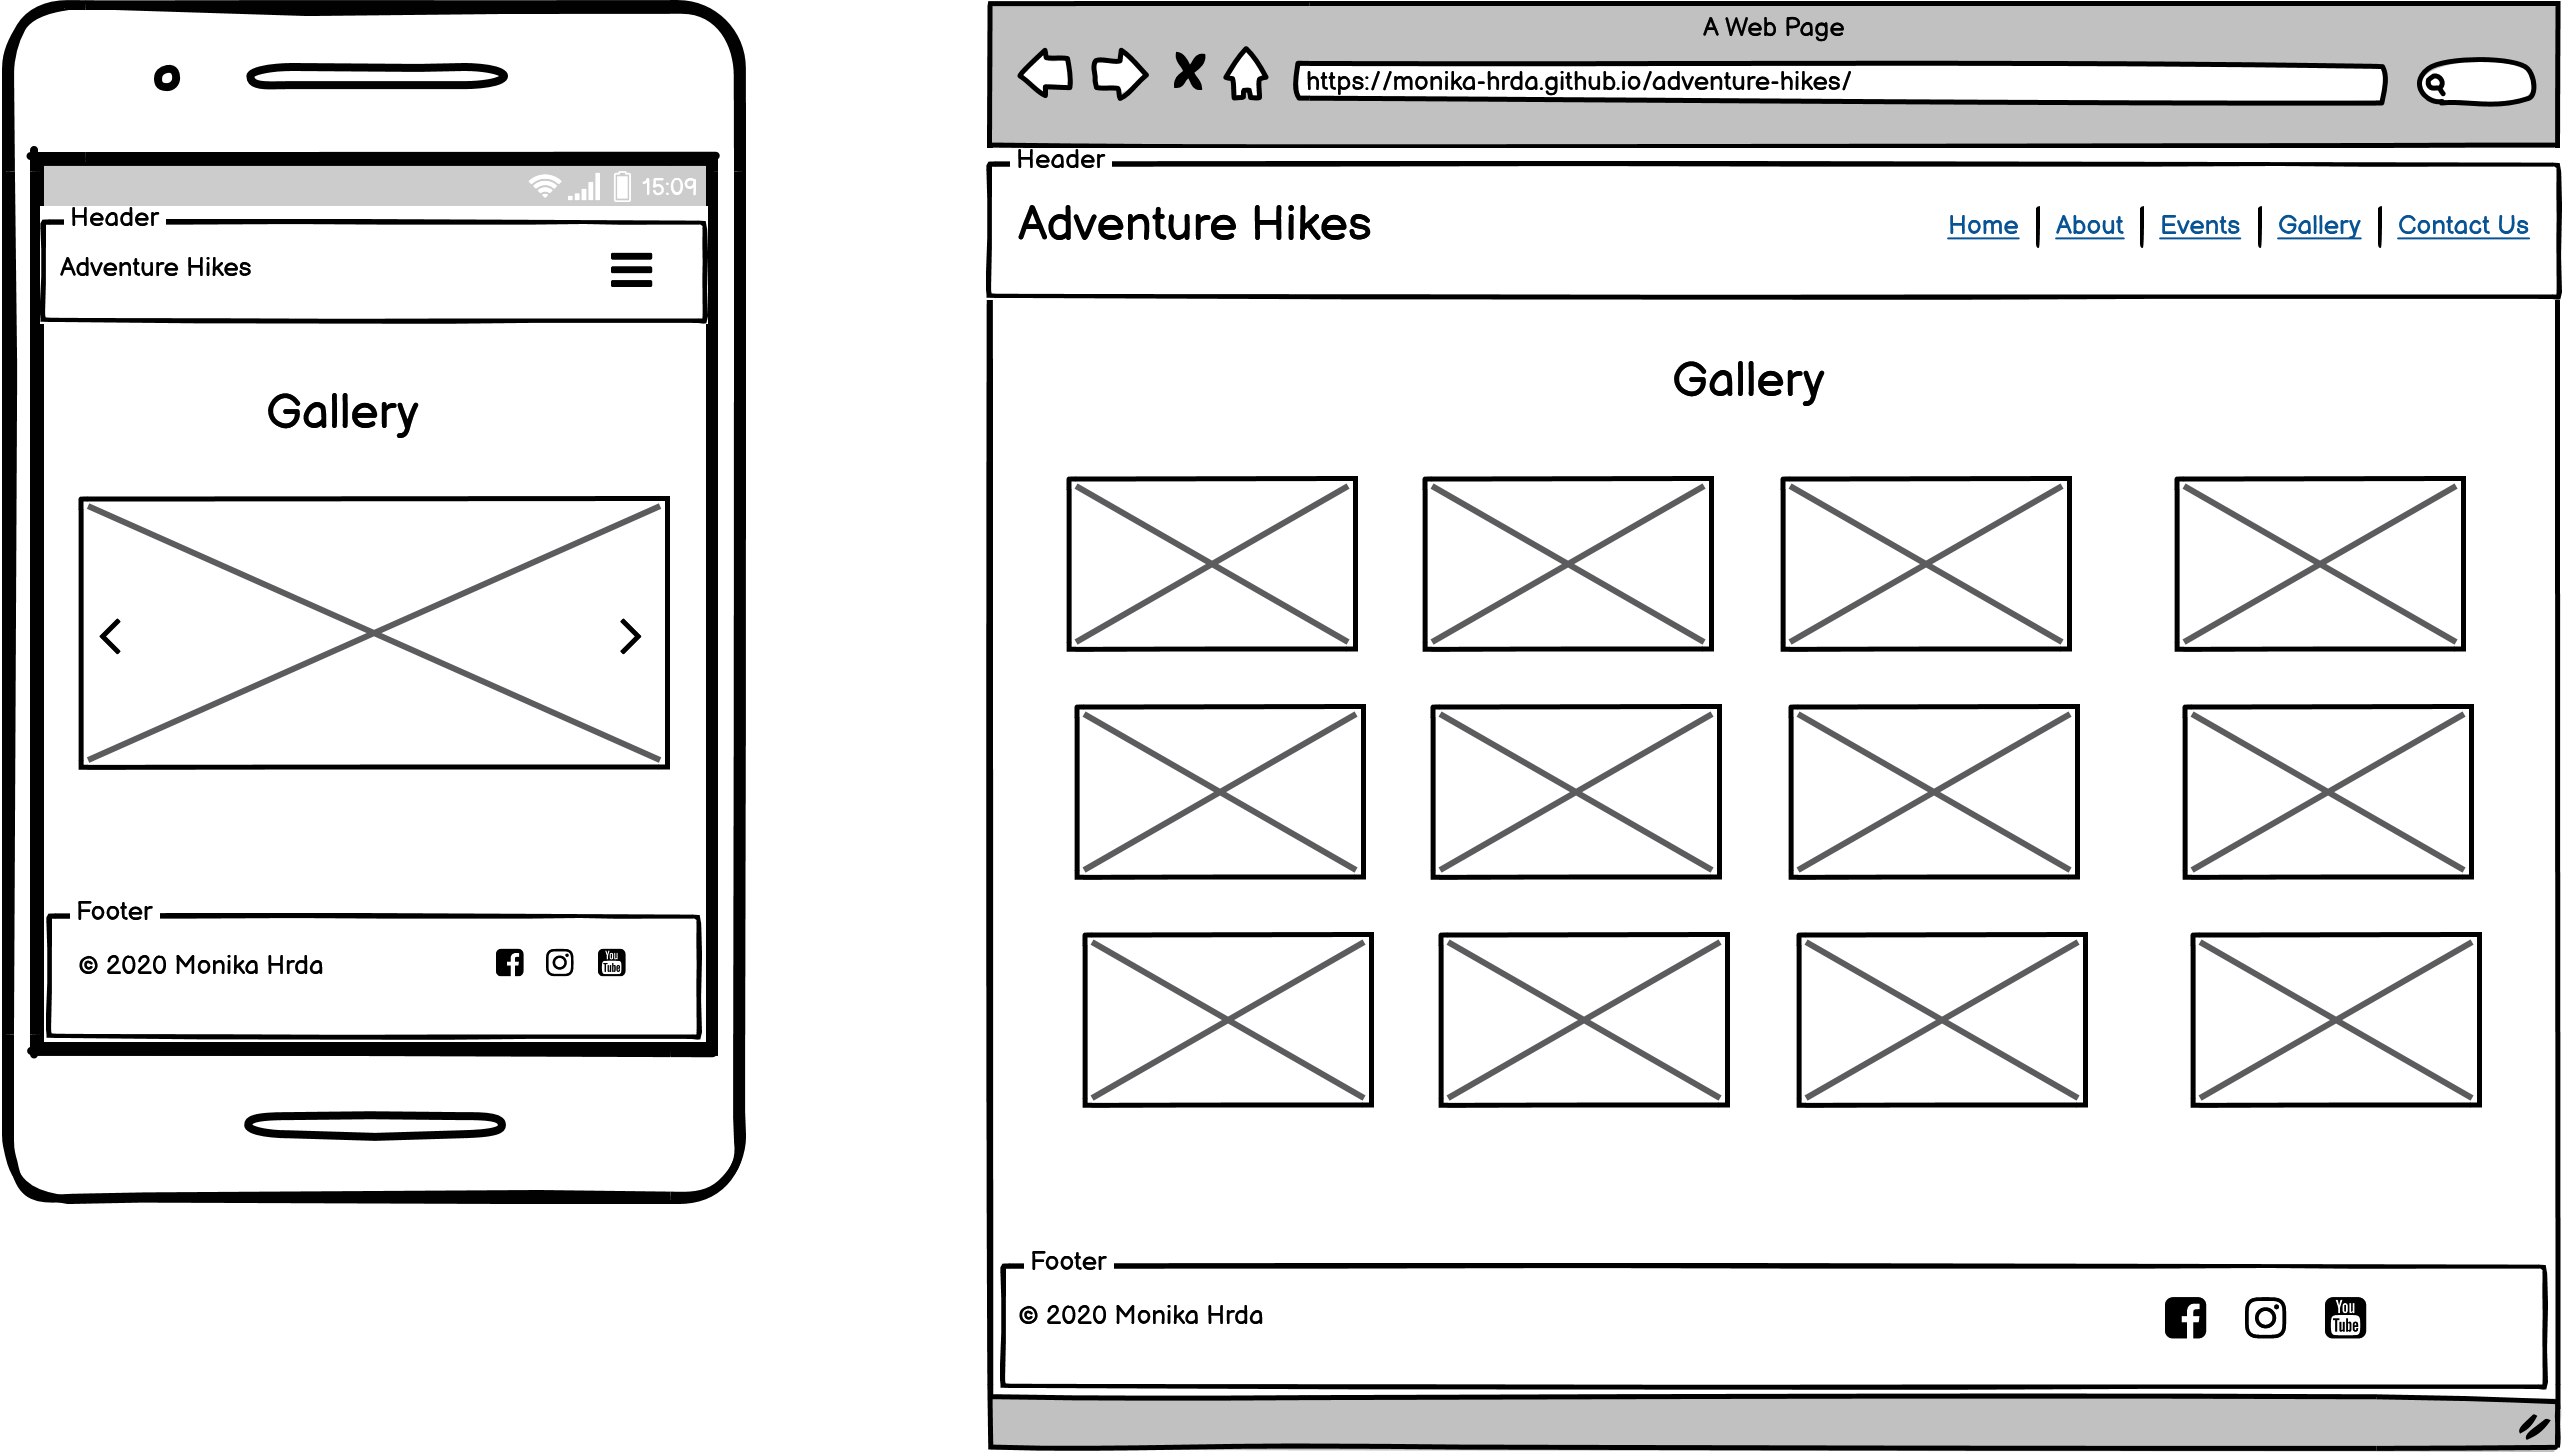 15:09
Header
Adventure Hikes
Gallery
Footer
© 2020 Monika Hrda
You
Tube
A Web Page
https://monika-hrda.github.io/adventure-hikes/
Header
Adventure Hikes
Home
About
Events
Gallery
Contact Us
Gallery
Footer
© 2020 Monika Hrda
You
Tube